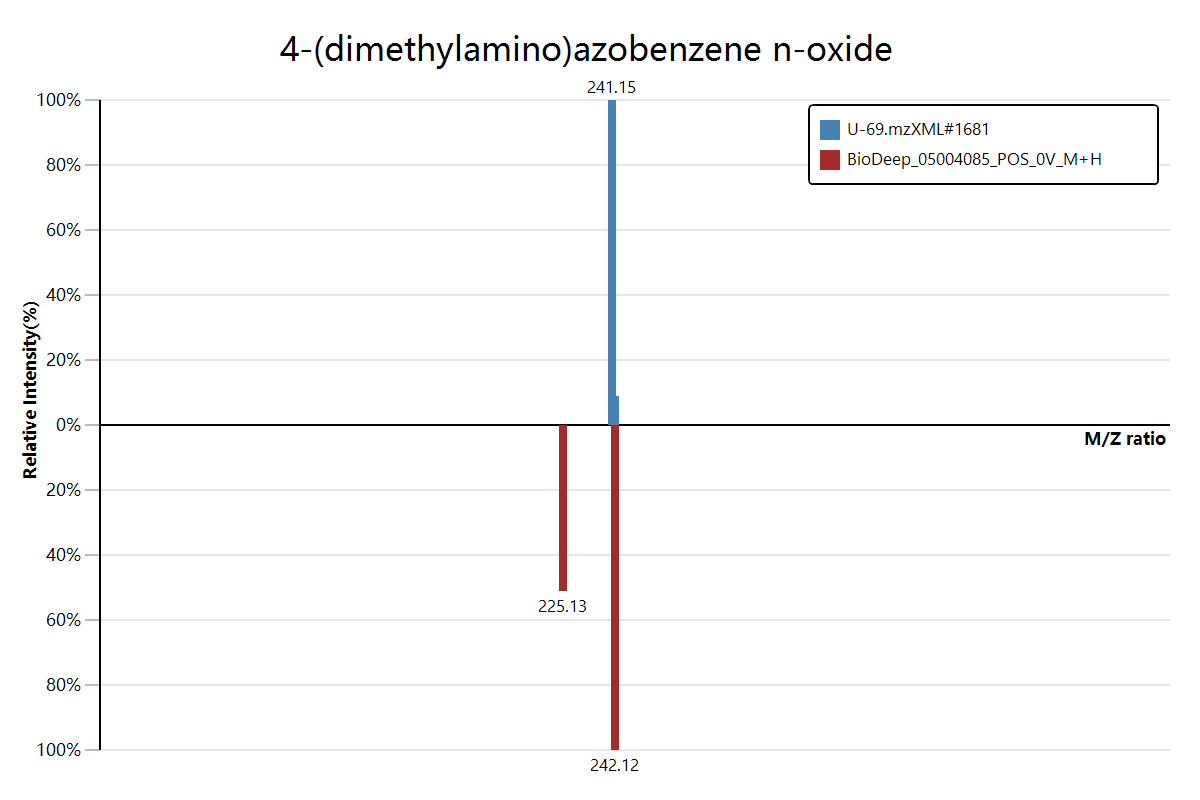 4-(dimethylamino)azobenzene n-oxide
241.15
U-69.mzXML#1681
BioDeep_05004085_POS_0V_M+H
100%
80%
60%
40%
20%
0%
20%
40%
60%
80%
100%
Relative Intensity(%)
M/Z ratio
225.13
242.12